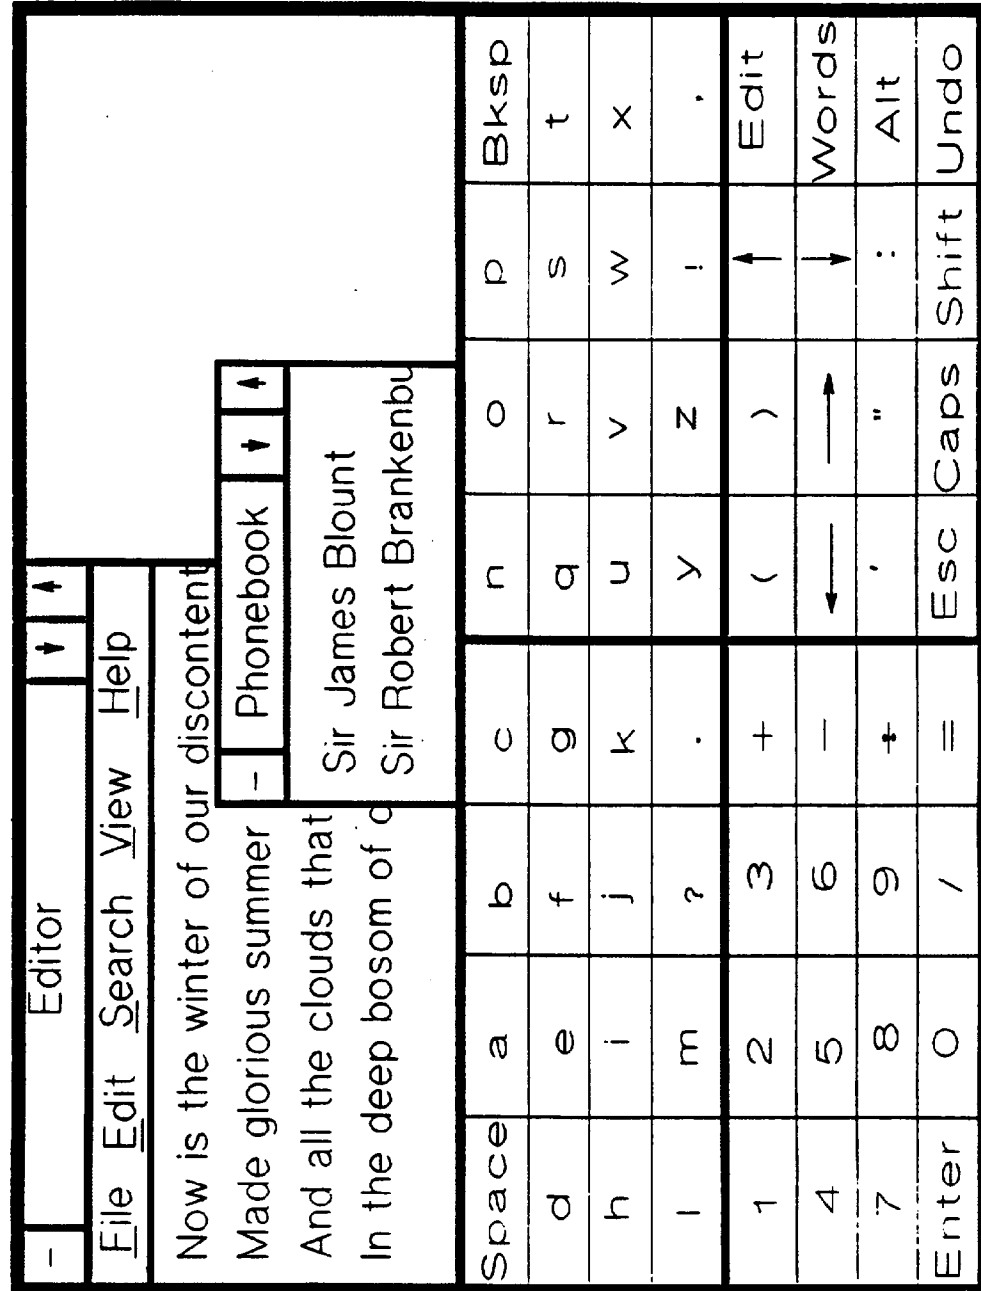 - Editor
File Edit Search View Help
Now is the winter of our discontent
Made glorious summer
And all the clouds that
In the deep bosom of
- Phonebook
Sir James Blount
Sir Robert Brankenbu
Space a b c n o p Bksp
d e f g q r s t
h i j k u v w x
l m ? . y z ! ,
1 2 3 + ( ) ↑ Edit
4 5 6 - ← → ↓ Words
7 8 9 * ' " : Alt
Enter 0 / = Esc Caps Shift Undo